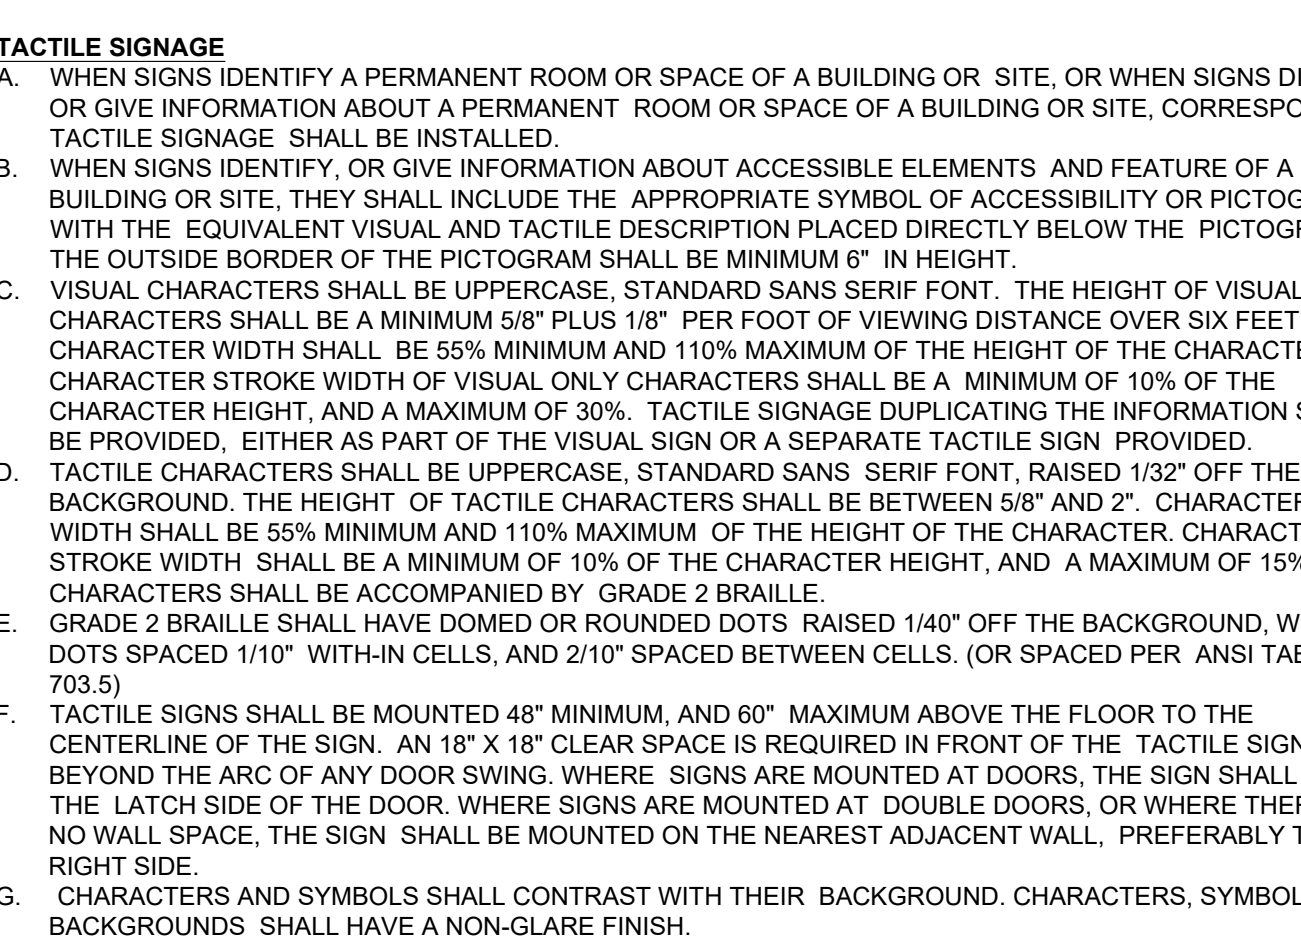 TACTILE SIGNAGE
A. WHEN SIGNS IDENTIFY A PERMANENT ROOM OR SPACE OF A BUILDING OR SITE, OR WHEN SIGNS
OR GIVE INFORMATION ABOUT A PERMANENT ROOM OR SPACE OF A BUILDING OR SITE,
TACTILE SIGNAGE SHALL BE INSTALLED.
B. WHEN SIGNS IDENTIFY, OR GIVE INFORMATION ABOUT ACCESSIBLE ELEMENTS AND FEATURE OF A
BUILDING OR SITE, THEY SHALL INCLUDE THE APPROPRIATE SYMBOL OF ACCESSIBILITY OR
WITH THE EQUIVALENT VISUAL AND TACTILE DESCRIPTION PLACED DIRECTLY BELOW THE
THE OUTSIDE BORDER OF THE PICTOGRAM SHALL BE MINIMUM 6" IN HEIGHT.
C. VISUAL CHARACTERS SHALL BE UPPERCASE, STANDARD SANS SERIF FONT. THE HEIGHT OF VISUAL
CHARACTERS SHALL BE A MINIMUM 5/8" PLUS 1/8" PER FOOT OF VIEWING DISTANCE OVER SIX FEET
CHARACTER WIDTH SHALL BE 55% MINIMUM AND 110% MAXIMUM OF THE HEIGHT OF THE
CHARACTER STROKE WIDTH OF VISUAL ONLY CHARACTERS SHALL BE A MINIMUM OF 10% OF THE
CHARACTER HEIGHT, AND A MAXIMUM OF 30%. TACTILE SIGNAGE DUPLICATING THE INFORMATION
BE PROVIDED, EITHER AS PART OF THE VISUAL SIGN OR A SEPARATE TACTILE SIGN PROVIDED.
D. TACTILE CHARACTERS SHALL BE UPPERCASE, STANDARD SANS SERIF FONT, RAISED 1/32" OFF THE
BACKGROUND. THE HEIGHT OF TACTILE CHARACTERS SHALL BE BETWEEN 5/8" AND 2". CHARACTER
WIDTH SHALL BE 55% MINIMUM AND 110% MAXIMUM OF THE HEIGHT OF THE CHARACTER.
STROKE WIDTH SHALL BE A MINIMUM OF 10% OF THE CHARACTER HEIGHT, AND A MAXIMUM OF 15%
CHARACTERS SHALL BE ACCOMPANIED BY GRADE 2 BRAILLE.
E. GRADE 2 BRAILLE SHALL HAVE DOMED OR ROUNDED DOTS RAISED 1/40" OFF THE BACKGROUND,
DOTS SPACED 1/10" WITH-IN CELLS, AND 2/10" SPACED BETWEEN CELLS. (OR SPACED PER ANSI
703.5)
F. TACTILE SIGNS SHALL BE MOUNTED 48" MINIMUM, AND 60" MAXIMUM ABOVE THE FLOOR TO THE
CENTERLINE OF THE SIGN. AN 18" X 18" CLEAR SPACE IS REQUIRED IN FRONT OF THE TACTILE
BEYOND THE ARC OF ANY DOOR SWING. WHERE SIGNS ARE MOUNTED AT DOORS, THE SIGN SHALL
THE LATCH SIDE OF THE DOOR. WHERE SIGNS ARE MOUNTED AT DOUBLE DOORS, OR WHERE
NO WALL SPACE, THE SIGN SHALL BE MOUNTED ON THE NEAREST ADJACENT WALL, PREFERABLY
RIGHT SIDE.
G. CHARACTERS AND SYMBOLS SHALL CONTRAST WITH THEIR BACKGROUND. CHARACTERS,
BACKGROUNDS SHALL HAVE A NON-GLARE FINISH.